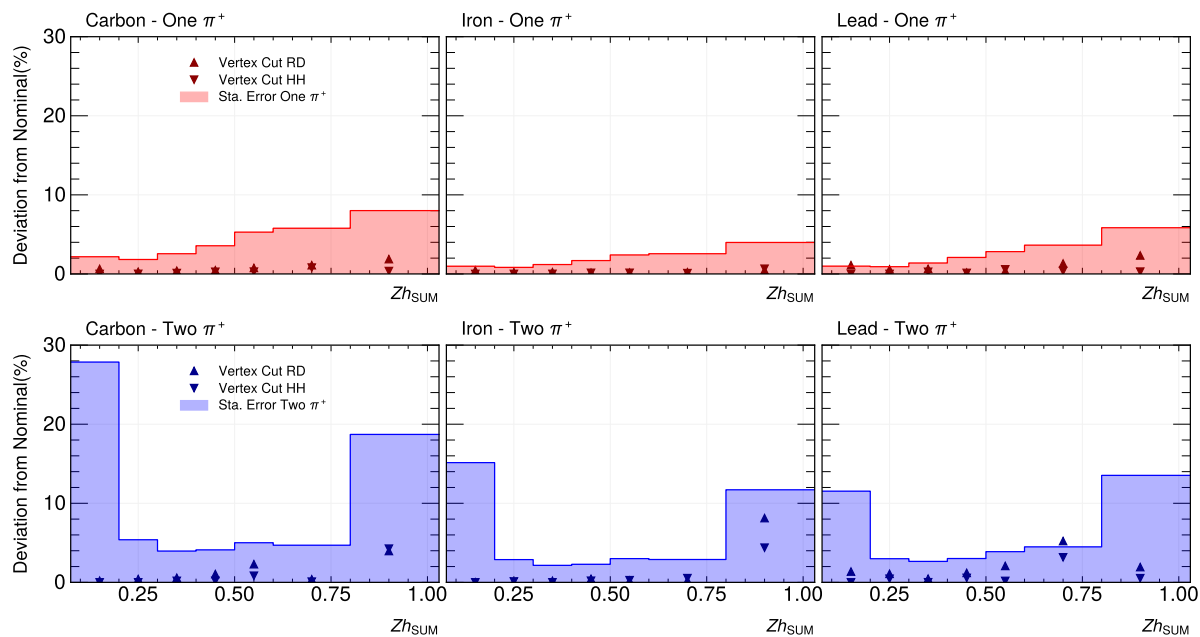 Carbon - One π⁺
Iron - One π⁺
Lead - One π⁺
Deviation from Nominal(%)
30
20
10
0
Vertex Cut RD
Vertex Cut HH
Sta. Error One π⁺
Zh_SUM
Zh_SUM
Zh_SUM
Carbon - Two π⁺
Iron - Two π⁺
Lead - Two π⁺
Deviation from Nominal(%)
30
20
10
0
Vertex Cut RD
Vertex Cut HH
Sta. Error Two π⁺
0.25 0.50 0.75 1.00
0.25 0.50 0.75 1.00
0.25 0.50 0.75 1.00
Zh_SUM
Zh_SUM
Zh_SUM